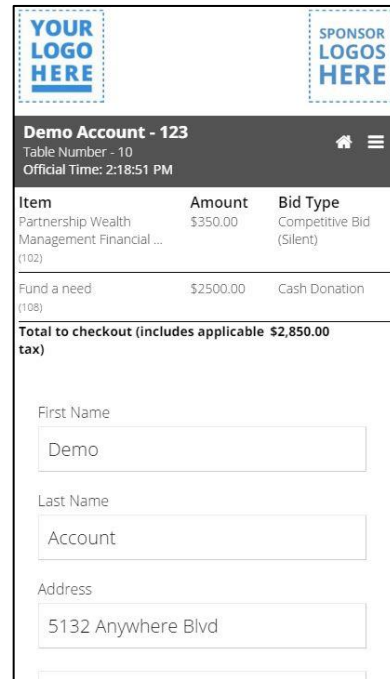 YOUR
LOGO
HERE
SPONSOR
LOGOS
HERE
Demo Account - 123
Table Number - 10
Official Time: 2:18:51 PM
Item Amount Bid Type
Partnership Wealth $350.00 Competitive Bid
Management Financial ... (Silent)
(102)
Fund a need $2500.00 Cash Donation
(108)
Total to checkout (includes applicable $2,850.00
tax)
First Name
Demo
Last Name
Account
Address
5132 Anywhere Blvd